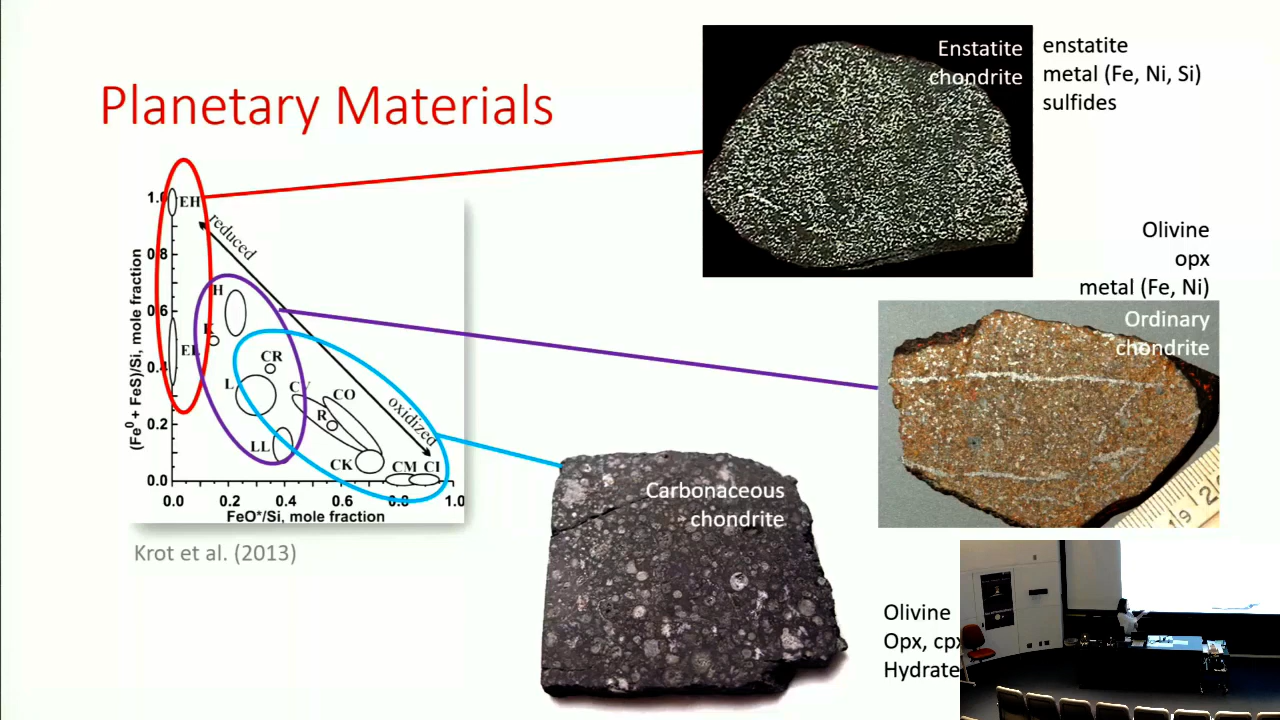 Planetary Materials
Enstatite
chondrite
enstatite
metal (Fe, Ni, Si)
sulfides
Olivine
opx
metal (Fe, Ni)
Ordinary
chondrite
Carbonaceous
chondrite
Olivine
Opx, cpx
Hydrate
(Fe⁰ + FeS)/Si, mole fraction
1.0
0.8
0.6
0.4
0.2
0.0
EH
reduced
H
K
EL
CR
L
CV
CO
R
oxidized
LL
CK
CM
CI
0.0
0.2
0.4
0.6
0.8
1.0
FeO*/Si, mole fraction
Krot et al. (2013)
19